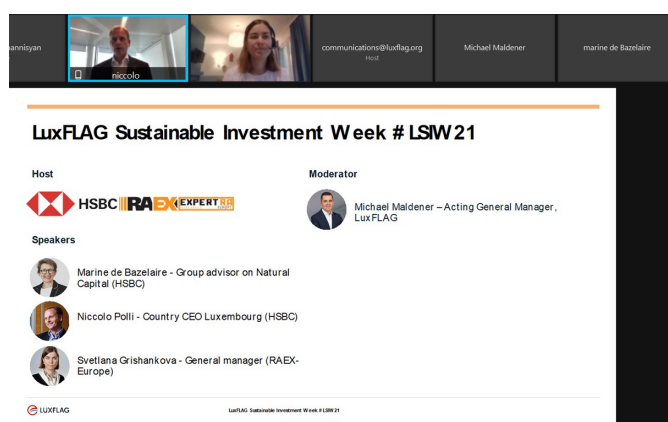 annisyan
niccolo
communications@luxflag.org
Host
Michael Maldener
marine de Bazelaire
LuxFLAG Sustainable Investment Week # LSIW21
Host
Moderator
HSBC RAEX EXPERT RA
Michael Maldener – Acting General Manager,
LuxFLAG
Speakers
Marine de Bazelaire - Group advisor on Natural
Capital (HSBC)
Niccolo Polli - Country CEO Luxembourg (HSBC)
Svetlana Grishankova - General manager (RAEX-
Europe)
LUXFLAG
LuxFLAG Sustainable Investment Week # LSIW21